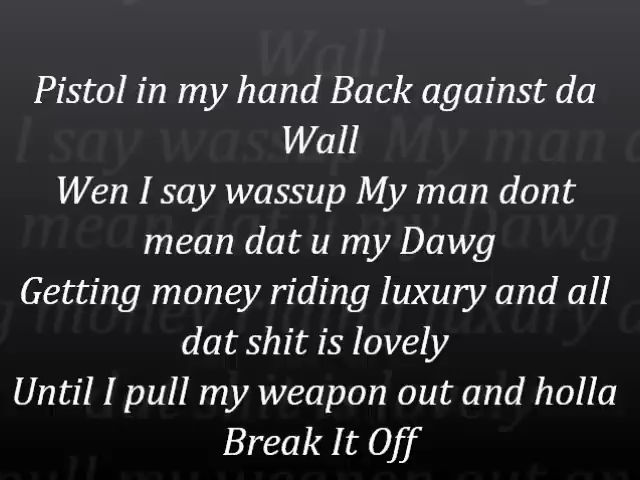 Pistol in my hand Back against da
Wall
Wen I say wassup My man dont
mean dat u my Dawg
Getting money riding luxury and all
dat shit is lovely
Until I pull my weapon out and holla
Break It Off